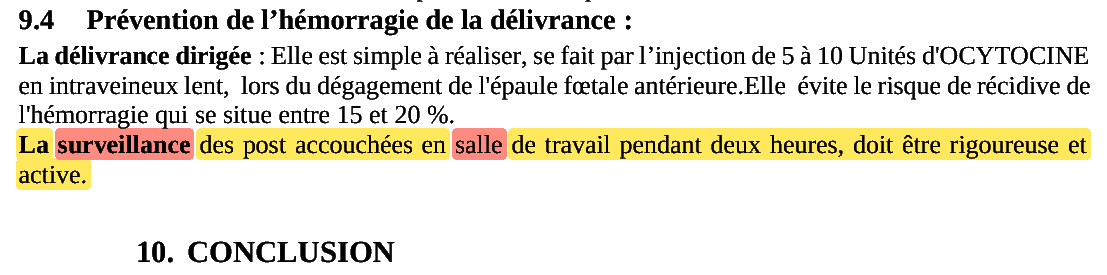 9.4 Prévention de l’hémorragie de la délivrance :
La délivrance dirigée : Elle est simple à réaliser, se fait par l’injection de 5 à 10 Unités d'OCYTOCINE
en intraveineux lent, lors du dégagement de l'épaule fœtale antérieure.Elle évite le risque de récidive de
l'hémorragie qui se situe entre 15 et 20 %.
La surveillance des post accouchées en salle de travail pendant deux heures, doit être rigoureuse et
active.
10. CONCLUSION